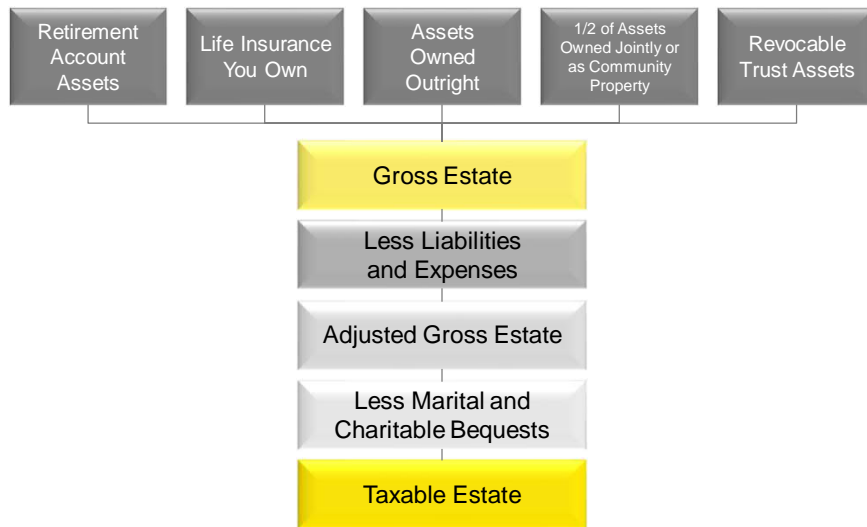 Retirement
Account
Assets
Life Insurance
You Own
Assets
Owned
Outright
1/2 of Assets
Owned Jointly or
as Community
Property
Revocable
Trust Assets
Gross Estate
Less Liabilities
and Expenses
Adjusted Gross Estate
Less Marital and
Charitable Bequests
Taxable Estate